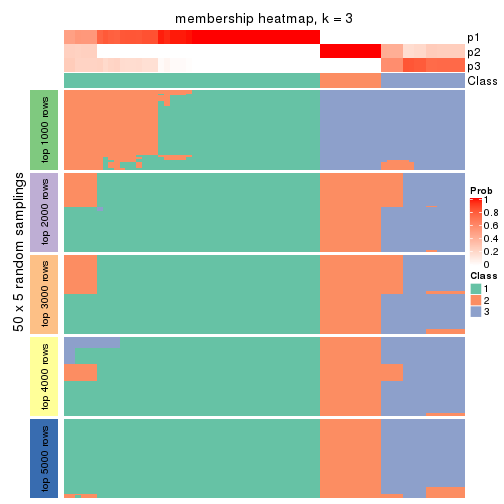 membership heatmap, k = 3
p1
p2
p3
Class
50 x 5 random samplings
top 1000 rows
top 2000 rows
top 3000 rows
top 4000 rows
top 5000 rows
Prob
1
0.8
0.6
0.4
0.2
0
Class
1
2
3